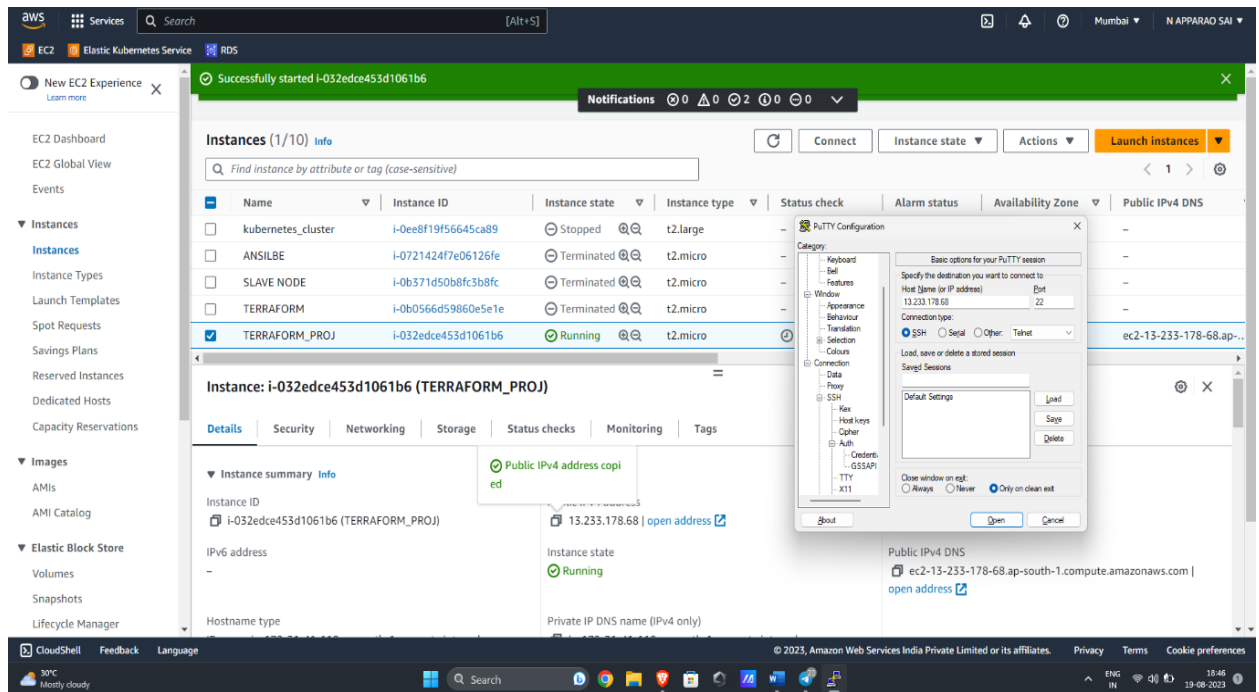 aws
Services
Search
[Alt+S]
Mumbai
N APPARAO SAI
EC2
Elastic Kubernetes Service
RDS
New EC2 Experience
Learn more
EC2 Dashboard
EC2 Global View
Events
Instances
Instances
Instance Types
Launch Templates
Spot Requests
Savings Plans
Reserved Instances
Dedicated Hosts
Capacity Reservations
Images
AMIs
AMI Catalog
Elastic Block Store
Volumes
Snapshots
Lifecycle Manager
Successfully started i-032edce453d1061b6
Notifications 0 0 2 0 0
Instances (1/10) Info
Connect
Instance state
Actions
Launch instances
Find instance by attribute or tag (case-sensitive)
1
Name Instance ID Instance state Instance type Status check Alarm status Availability Zone Public IPv4 DNS
kubernetes_cluster i-0ee8f19f56645ca89 Stopped t2.large – –
ANSILBE i-0721424f7e06126fe Terminated t2.micro – –
SLAVE NODE i-0b371d50b8fc3b8fc Terminated t2.micro – –
TERRAFORM i-0b0566d59860e5e1e Terminated t2.micro – –
TERRAFORM_PROJ i-032edce453d1061b6 Running t2.micro ec2-13-233-178-68.ap-...
Instance: i-032edce453d1061b6 (TERRAFORM_PROJ)
Details Security Networking Storage Status checks Monitoring Tags
Instance summary Info
Public IPv4 address copi
ed
Instance ID
i-032edce453d1061b6 (TERRAFORM_PROJ)
13.233.178.68 | open address
IPv6 address
–
Instance state
Running
Public IPv4 DNS
ec2-13-233-178-68.ap-south-1.compute.amazonaws.com |
open address
Hostname type
Private IP DNS name (IPv4 only)
PuTTY Configuration
Category:
Keyboard
Bell
Features
Window
Appearance
Behaviour
Translation
Selection
Colours
Connection
Data
Proxy
SSH
Kex
Host keys
Cipher
Auth
Credenti
GSSAPI
TTY
X11
Basic options for your PuTTY session
Specify the destination you want to connect to
Host Name (or IP address) Port
13.233.178.68 22
Connection type:
SSH Serial Other: Telnet
Load, save or delete a stored session
Saved Sessions
Default Settings
Load
Save
Delete
Close window on exit:
Always Never Only on clean exit
About
Open
Cancel
CloudShell Feedback Language
© 2023, Amazon Web Services India Private Limited or its affiliates. Privacy Terms Cookie preferences
30°C
Mostly cloudy
Search
ENG
IN
18:46
19-08-2023